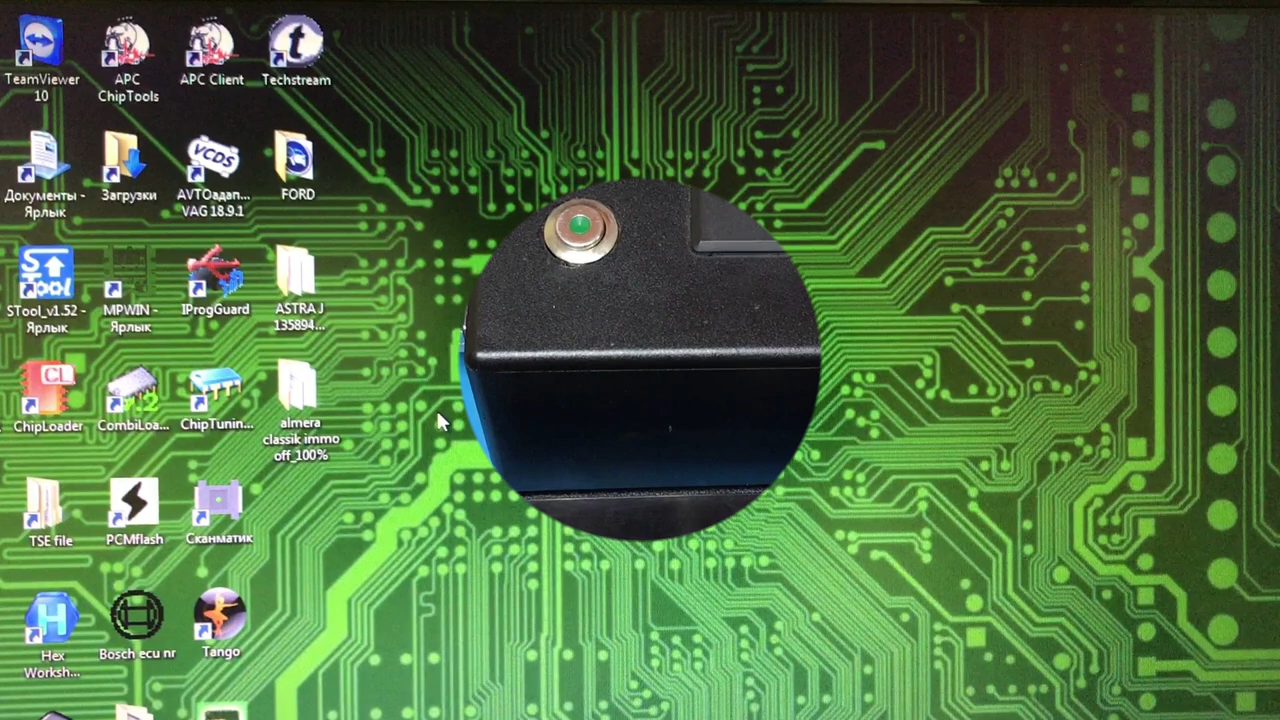 TeamViewer
10
APC
ChipTools
APC Client
Techstream
t
Документы -
Ярлык
Загрузки
VCDS
AVTOадап...
VAG 18.9.1
FORD
S
Tool
STool_v1.52 -
Ярлык
MPWIN -
Ярлык
IProgGuard
ASTRA J
135894...
CL
ChipLoader
CombiLoa...
ChipTunin...
almera
classik immo
off_100%
TSE file
PCMflash
Сканматик
H
Hex
Worksh...
Bosch ecu nr
Tango